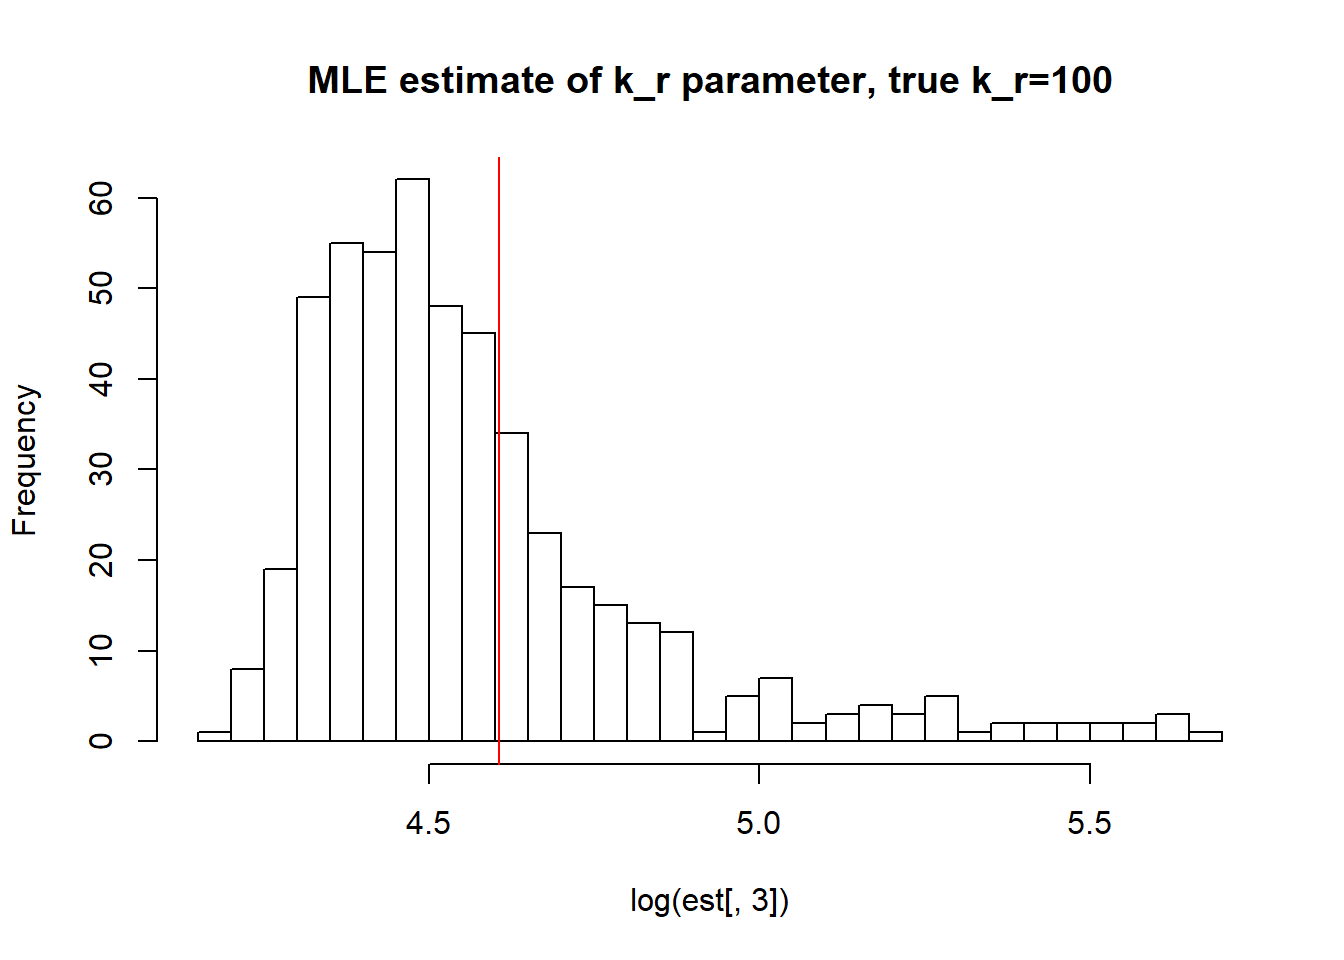 MLE estimate of k_r parameter, true k_r=100
Frequency
60
50
40
30
20
10
0
4.5 5.0 5.5
log(est[, 3])